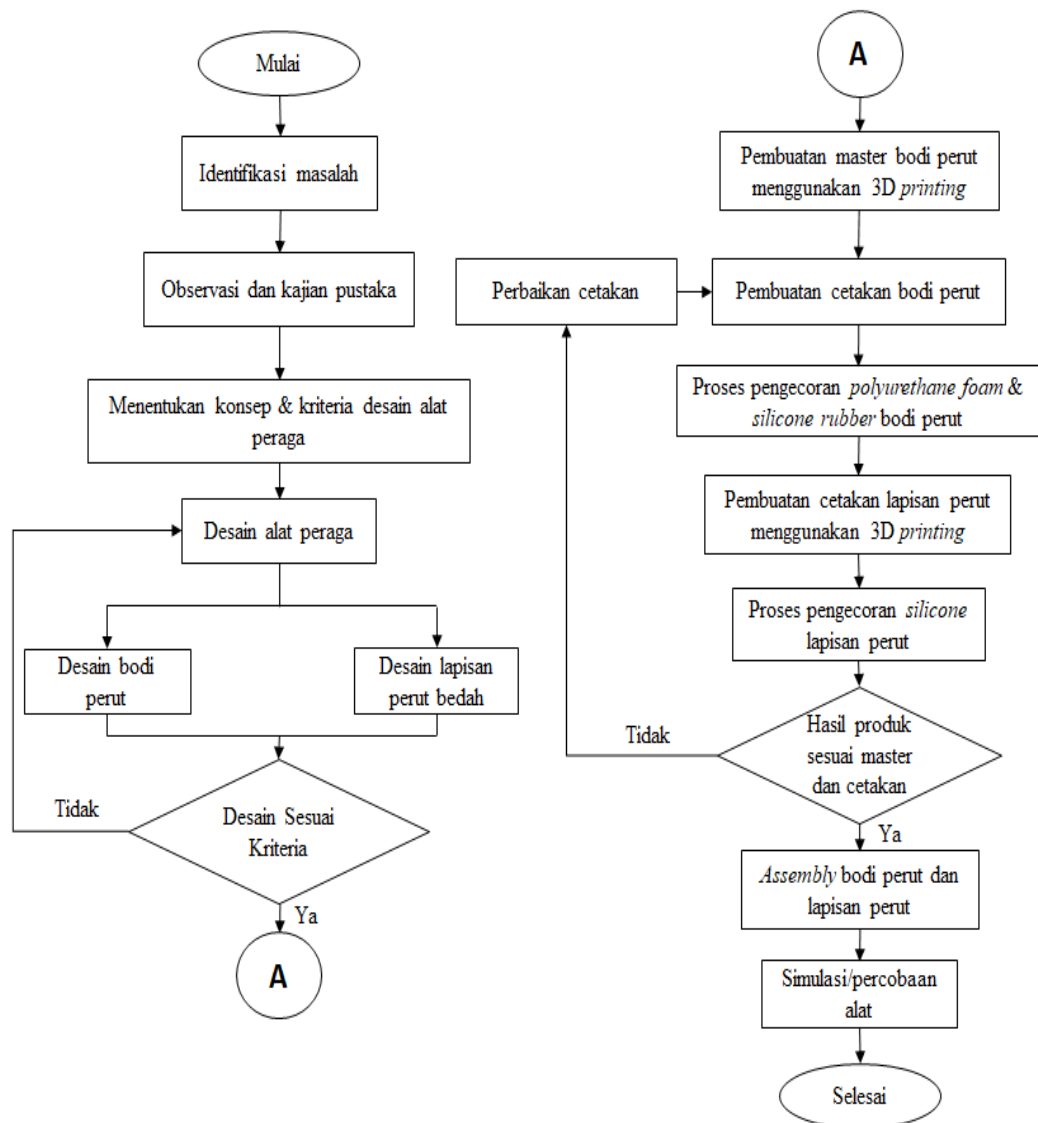 Mulai
Identifikasi masalah
Observasi dan kajian pustaka
Menentukan konsep & kriteria desain alat
peraga
Desain alat peraga
Desain bodi
perut
Desain lapisan
perut bedah
Tidak
Desain Sesuai
Kriteria
Ya
A
A
Pembuatan master bodi perut
menggunakan 3D printing
Perbaikan cetakan
Pembuatan cetakan bodi perut
Proses pengecoran polyurethane foam &
silicone rubber bodi perut
Pembuatan cetakan lapisan perut
menggunakan 3D printing
Proses pengecoran silicone
lapisan perut
Tidak
Hasil produk
sesuai master
dan cetakan
Ya
Assembly bodi perut dan
lapisan perut
Simulasi/percobaan
alat
Selesai